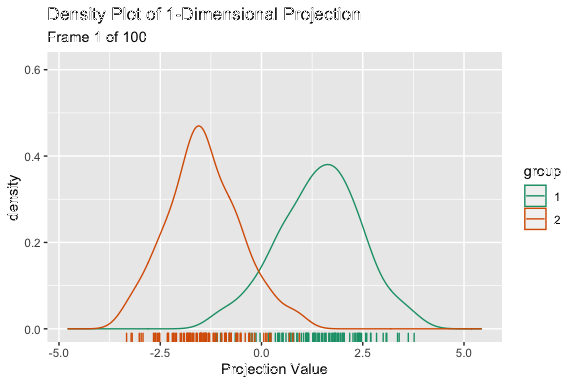 Density Plot of 1-Dimensional Projection
Frame 1 of 100
0.6
0.4
0.2
0.0
density
-5.0
-2.5
0.0
2.5
5.0
Projection Value
group
1
2